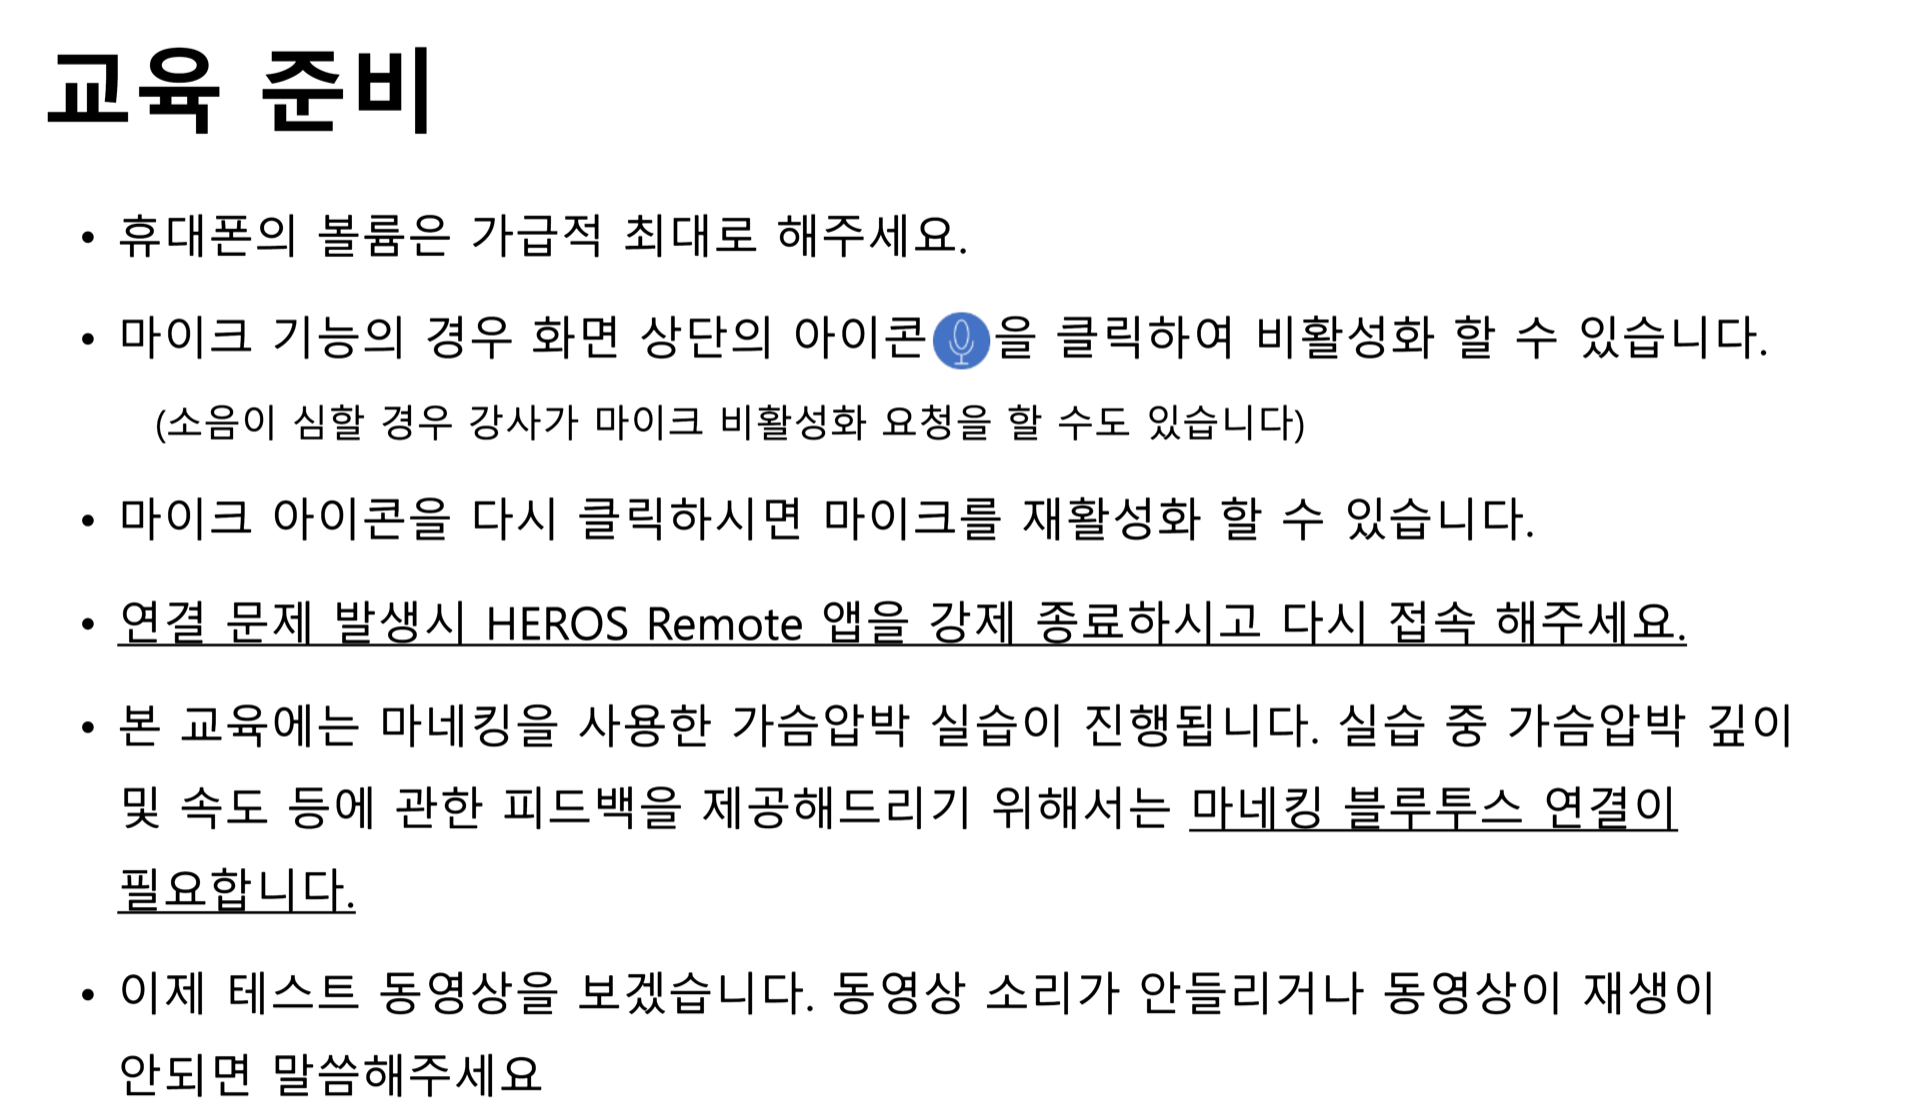 교육 준비
• 휴대폰의 볼륨은 가급적 최대로 해주세요.
• 마이크 기능의 경우 화면 상단의 아이콘을 클릭하여 비활성화 할 수 있습니다.
(소음이 심할 경우 강사가 마이크 비활성화 요청을 할 수도 있습니다)
• 마이크 아이콘을 다시 클릭하시면 마이크를 재활성화 할 수 있습니다.
• 연결 문제 발생시 HEROS Remote 앱을 강제 종료하시고 다시 접속 해주세요.
• 본 교육에는 마네킹을 사용한 가슴압박 실습이 진행됩니다. 실습 중 가슴압박 깊이
및 속도 등에 관한 피드백을 제공해드리기 위해서는 마네킹 블루투스 연결이
필요합니다.
• 이제 테스트 동영상을 보겠습니다. 동영상 소리가 안들리거나 동영상이 재생이
안되면 말씀해주세요